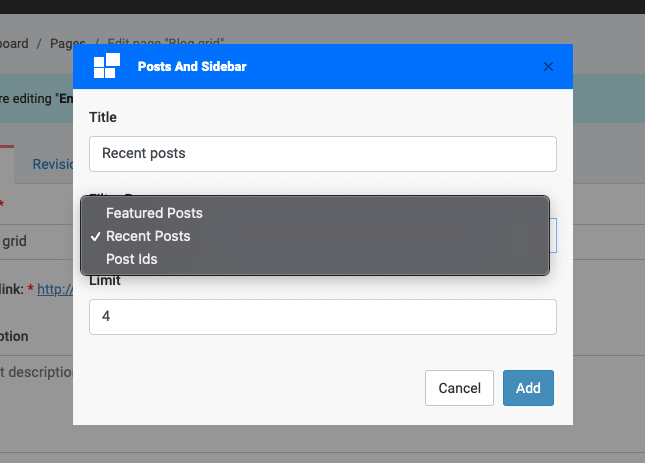 board / Pages / Edit page "Blog grid"
Posts And Sidebar ×
re editing "En
Title
Revisio
Recent posts
*
Featured Posts
grid
✓ Recent Posts
Post Ids
link: * http://
Limit
4
ption
t description
Cancel
Add